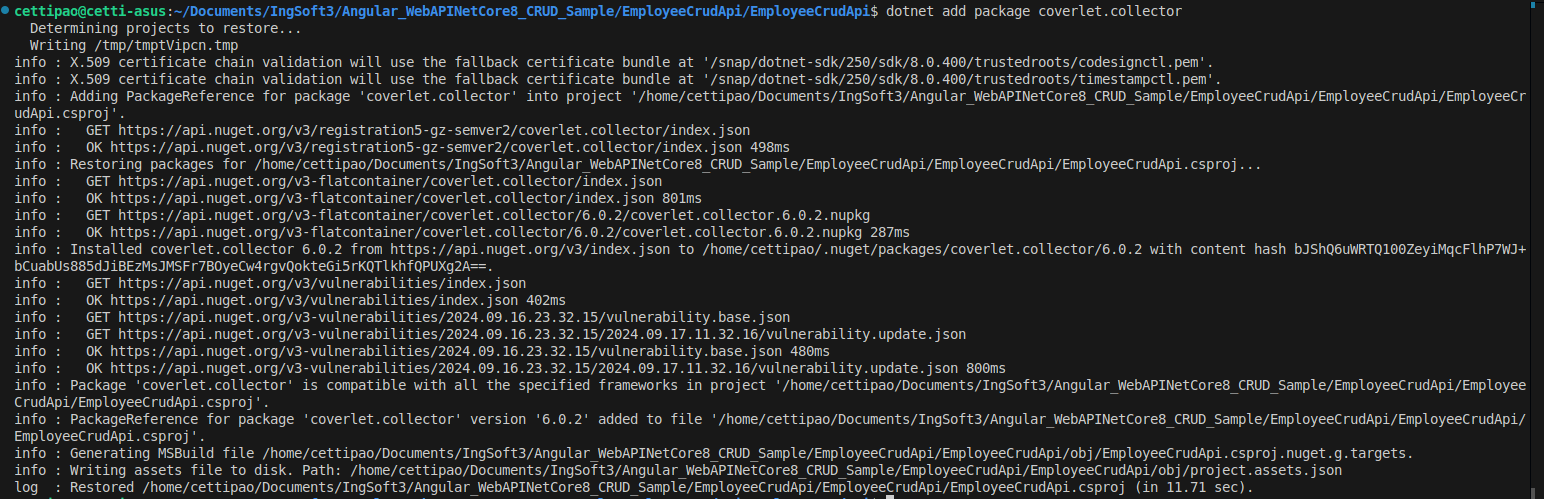 cettipao@cetti-asus:~/Documents/IngSoft3/Angular_WebAPINetCore8_CRUD_Sample/EmployeeCrudApi/EmployeeCrudApi$ dotnet add package coverlet.collector
  Determining projects to restore...
  Writing /tmp/tmptVipcn.tmp
info : X.509 certificate chain validation will use the fallback certificate bundle at '/snap/dotnet-sdk/250/sdk/8.0.400/trustedroots/codesignctl.pem'.
info : X.509 certificate chain validation will use the fallback certificate bundle at '/snap/dotnet-sdk/250/sdk/8.0.400/trustedroots/timestampctl.pem'.
info : Adding PackageReference for package 'coverlet.collector' into project '/home/cettipao/Documents/IngSoft3/Angular_WebAPINetCore8_CRUD_Sample/EmployeeCrudApi/EmployeeCrudApi/EmployeeCr
udApi.csproj'.
info :   GET https://api.nuget.org/v3/registration5-gz-semver2/coverlet.collector/index.json
info :   OK https://api.nuget.org/v3/registration5-gz-semver2/coverlet.collector/index.json 498ms
info : Restoring packages for /home/cettipao/Documents/IngSoft3/Angular_WebAPINetCore8_CRUD_Sample/EmployeeCrudApi/EmployeeCrudApi/EmployeeCrudApi.csproj...
info :   GET https://api.nuget.org/v3-flatcontainer/coverlet.collector/index.json
info :   OK https://api.nuget.org/v3-flatcontainer/coverlet.collector/index.json 801ms
info :   GET https://api.nuget.org/v3-flatcontainer/coverlet.collector/6.0.2/coverlet.collector.6.0.2.nupkg
info :   OK https://api.nuget.org/v3-flatcontainer/coverlet.collector/6.0.2/coverlet.collector.6.0.2.nupkg 287ms
info : Installed coverlet.collector 6.0.2 from https://api.nuget.org/v3/index.json to /home/cettipao/.nuget/packages/coverlet.collector/6.0.2 with content hash bJShQ6uWRTQ100ZeyiMqcFlhP7WJ+
bCuabUs885dJiBEzMsJMSFr7BOyeCw4rgvQokteGi5rKQTlkhfQPUXg2A==.
info :   GET https://api.nuget.org/v3/vulnerabilities/index.json
info :   OK https://api.nuget.org/v3/vulnerabilities/index.json 402ms
info :   GET https://api.nuget.org/v3-vulnerabilities/2024.09.16.23.32.15/vulnerability.base.json
info :   GET https://api.nuget.org/v3-vulnerabilities/2024.09.16.23.32.15/2024.09.17.11.32.16/vulnerability.update.json
info :   OK https://api.nuget.org/v3-vulnerabilities/2024.09.16.23.32.15/vulnerability.base.json 480ms
info :   OK https://api.nuget.org/v3-vulnerabilities/2024.09.16.23.32.15/2024.09.17.11.32.16/vulnerability.update.json 800ms
info : Package 'coverlet.collector' is compatible with all the specified frameworks in project '/home/cettipao/Documents/IngSoft3/Angular_WebAPINetCore8_CRUD_Sample/EmployeeCrudApi/Employee
CrudApi/EmployeeCrudApi.csproj'.
info : PackageReference for package 'coverlet.collector' version '6.0.2' added to file '/home/cettipao/Documents/IngSoft3/Angular_WebAPINetCore8_CRUD_Sample/EmployeeCrudApi/EmployeeCrudApi/
EmployeeCrudApi.csproj'.
info : Generating MSBuild file /home/cettipao/Documents/IngSoft3/Angular_WebAPINetCore8_CRUD_Sample/EmployeeCrudApi/EmployeeCrudApi/obj/EmployeeCrudApi.csproj.nuget.g.targets.
info : Writing assets file to disk. Path: /home/cettipao/Documents/IngSoft3/Angular_WebAPINetCore8_CRUD_Sample/EmployeeCrudApi/EmployeeCrudApi/obj/project.assets.json
log  : Restored /home/cettipao/Documents/IngSoft3/Angular_WebAPINetCore8_CRUD_Sample/EmployeeCrudApi/EmployeeCrudApi/EmployeeCrudApi.csproj (in 11.71 sec).